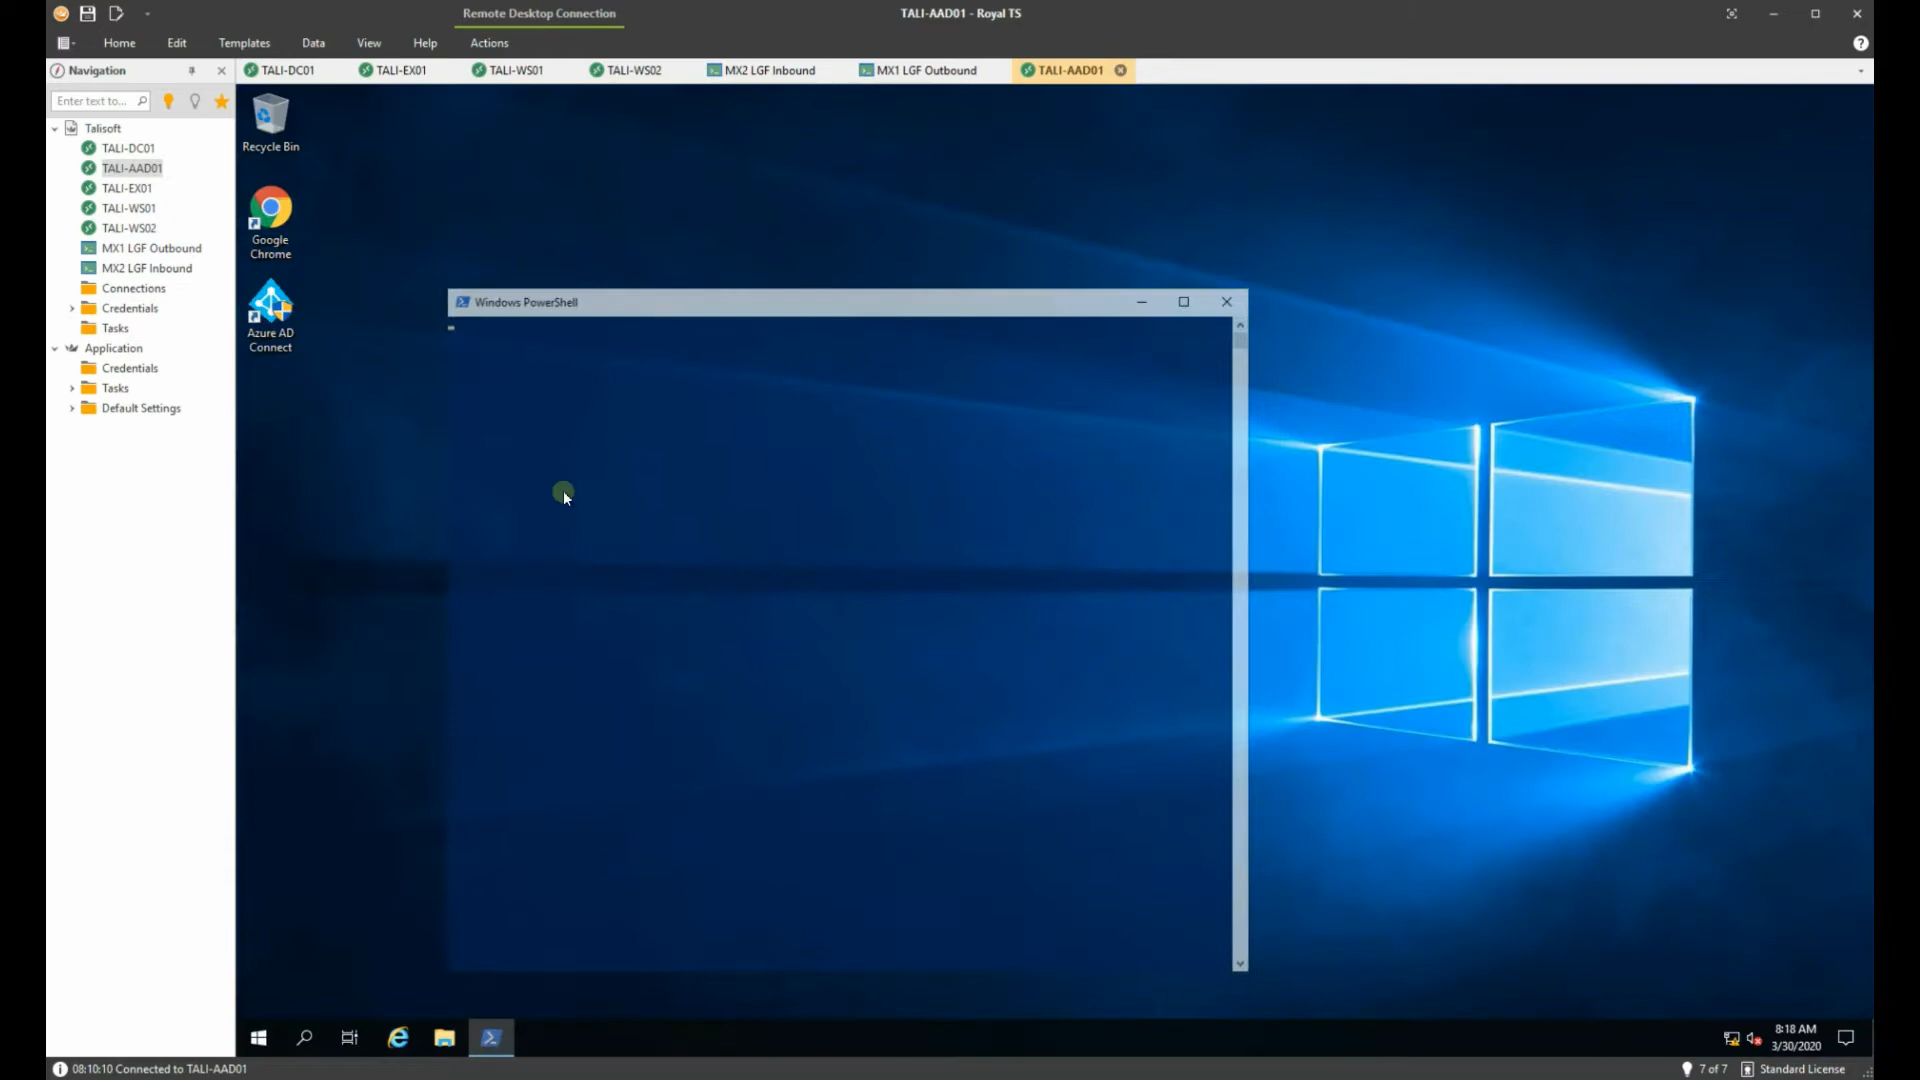 Remote Desktop Connection
TALI-AAD01 - Royal TS
Home Edit Templates Data View Help Actions
Navigation
TALI-DC01 TALI-EX01 TALI-WS01 TALI-WS02 MX2 LGF Inbound MX1 LGF Outbound TALI-AAD01
Enter text to...
Talisoft
TALI-DC01
TALI-AAD01
TALI-EX01
TALI-WS01
TALI-WS02
MX1 LGF Outbound
MX2 LGF Inbound
Connections
Credentials
Tasks
Application
Credentials
Tasks
Default Settings
Recycle Bin
Google
Chrome
Azure AD
Connect
Windows PowerShell
8:18 AM
3/30/2020
08:10:10 Connected to TALI-AAD01
7 of 7
Standard License